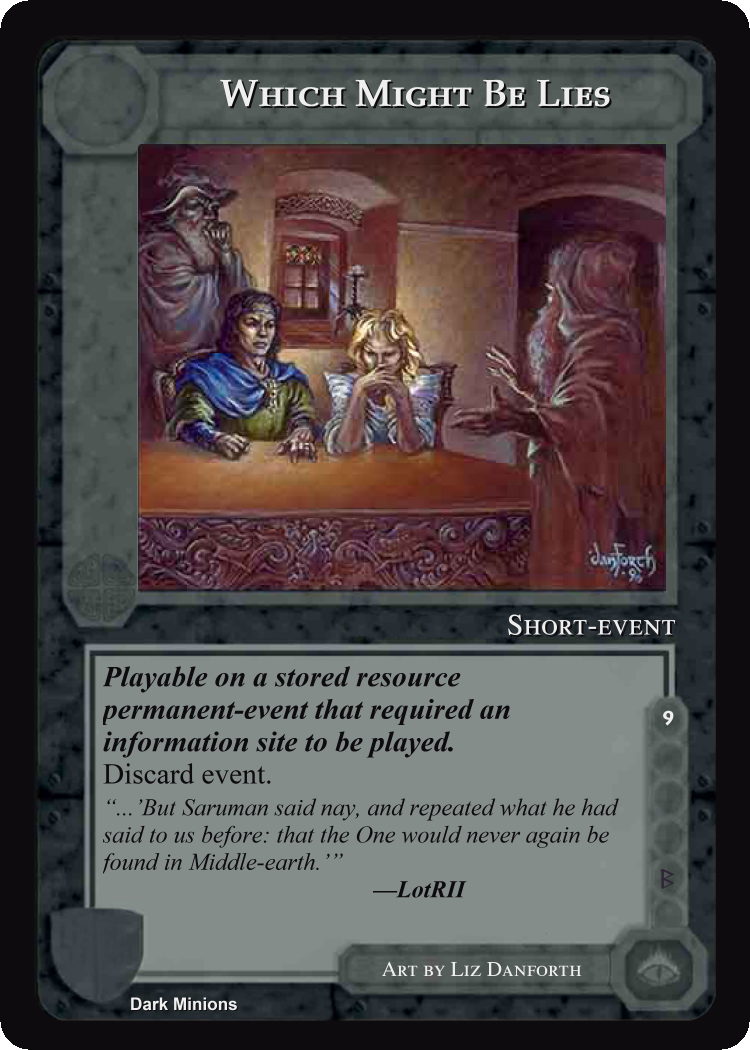 Which Might Be Lies
danforth
'96
Short-event
Playable on a stored resource
permanent-event that required an
information site to be played.
Discard event.
“...’But Saruman said nay, and repeated what he had
said to us before: that the One would never again be
found in Middle-earth.’”
—LotRII
9
B
Art by Liz Danforth
Dark Minions